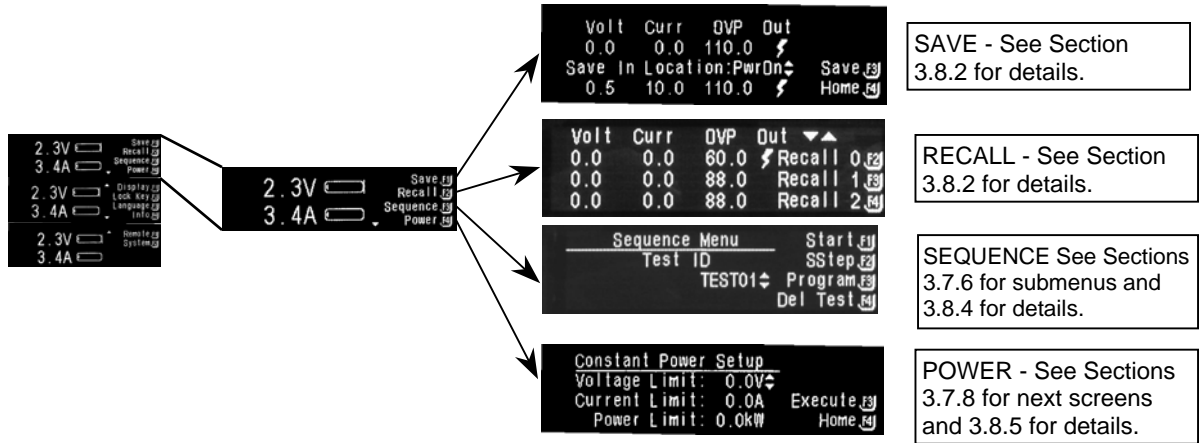 2.3V Save F1
Recall F2
3.4A Sequence F3
Power F4
2.3V Display F1
Lock Key F2
3.4A Language F3
Info F4
2.3V Remote F1
System F2
3.4A
2.3V Save F1
Recall F2
3.4A Sequence F3
Power F4
Volt Curr OVP Out
0.0 0.0 110.0
Save In Location:PwrOn Save F3
0.5 10.0 110.0 Home F4
SAVE - See Section
3.8.2 for details.
Volt Curr OVP Out
0.0 0.0 60.0 Recall 0 F2
0.0 0.0 88.0 Recall 1 F3
0.0 0.0 88.0 Recall 2 F4
RECALL - See Section
3.8.2 for details.
Sequence Menu Start F1
Test ID SStep F2
TEST01 Program F3
Del Test F4
SEQUENCE See Sections
3.7.6 for submenus and
3.8.4 for details.
Constant Power Setup
Voltage Limit: 0.0V
Current Limit: 0.0A Execute F3
Power Limit: 0.0kW Home F4
POWER - See Sections
3.7.8 for next screens
and 3.8.5 for details.